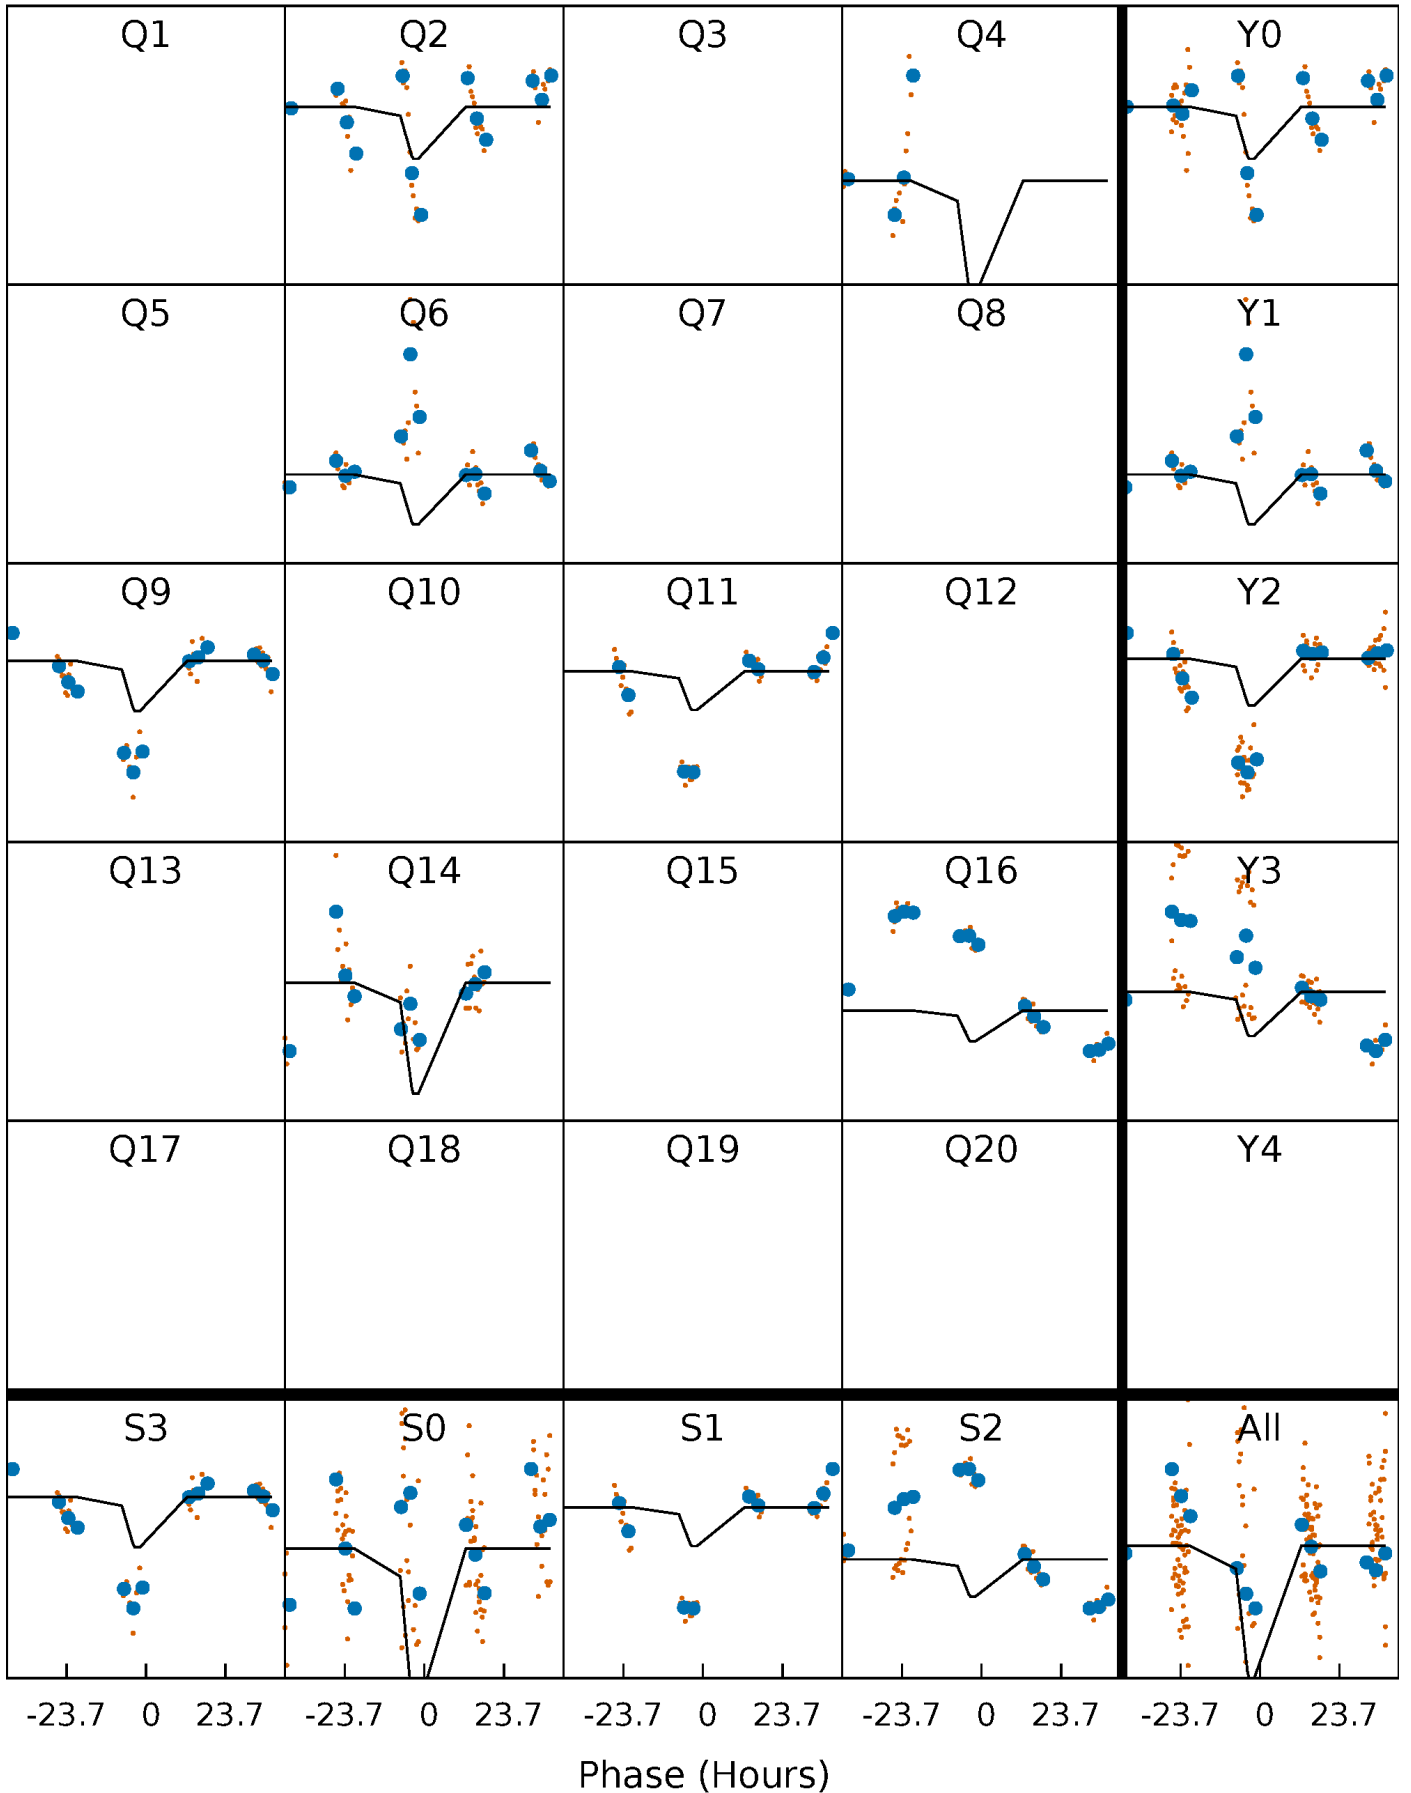 Q1 Q2 Q3 Q4 Y0
Q5 Q6 Q7 Q8 Y1
Q9 Q10 Q11 Q12 Y2
Q13 Q14 Q15 Q16 Y3
Q17 Q18 Q19 Q20 Y4
S3 S0 S1 S2 All
-23.7 0 23.7 -23.7 0 23.7 -23.7 0 23.7 -23.7 0 23.7 -23.7 0 23.7
Phase (Hours)